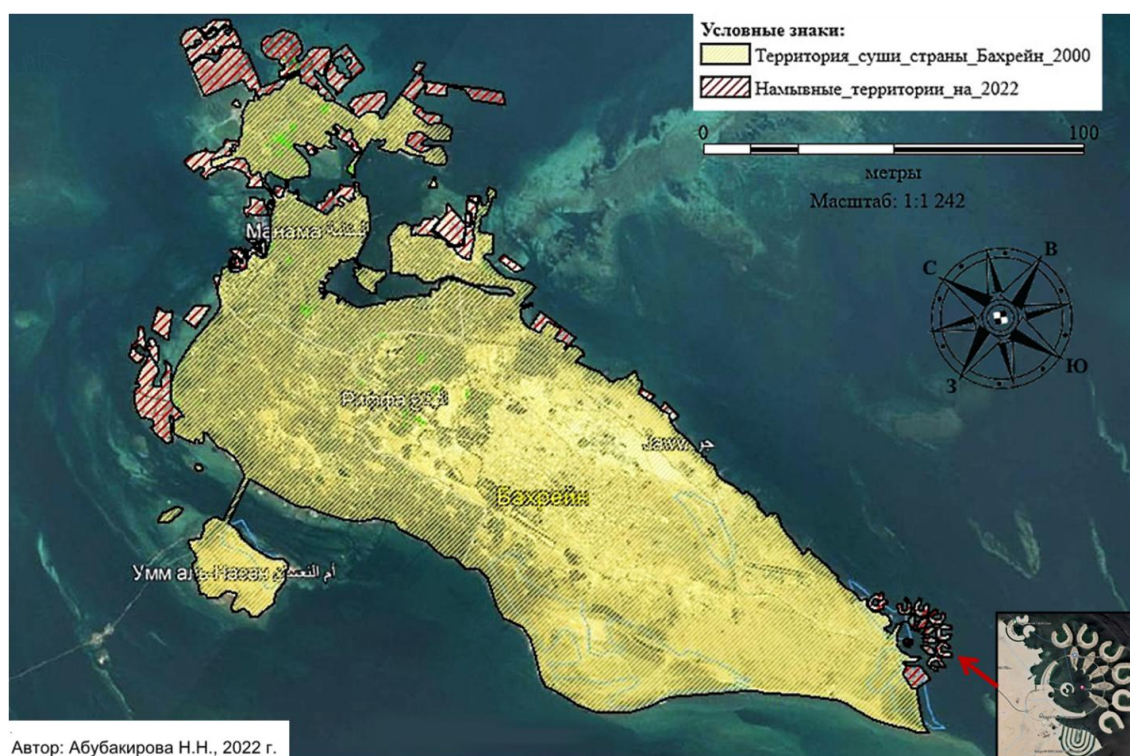 Условные знаки:
Территория_суши_страны_Бахрейн_2000
Намывные_территории_на_2022
0 100
метры
Масштаб: 1:1 242
С В
З Ю
Манама
Риффа
Бахрейн
Умм аль-Насан أم النعسان
Автор: Абубакирова Н.Н., 2022 г.